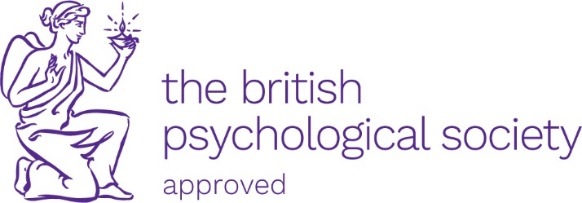 the british
psychological society
approved